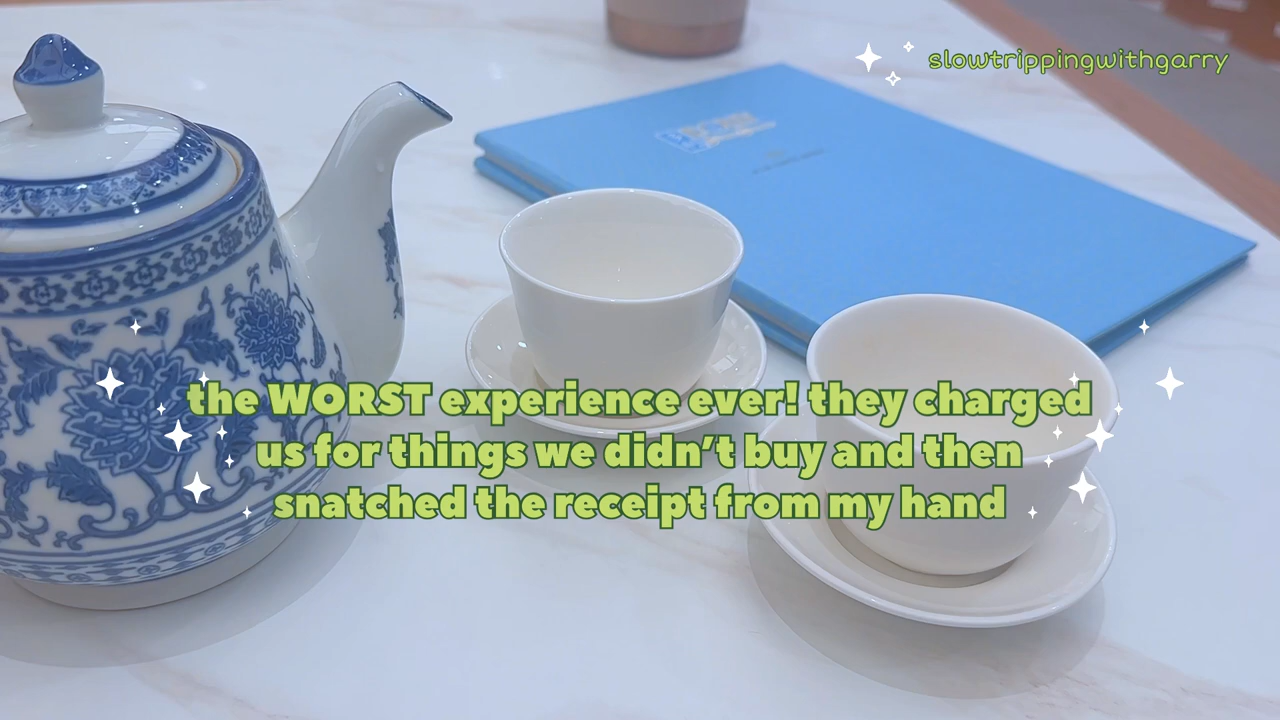 slowtrippingwithgarry
the WORST experience ever! they charged
us for things we didn't buy and then
snatched the receipt from my hand